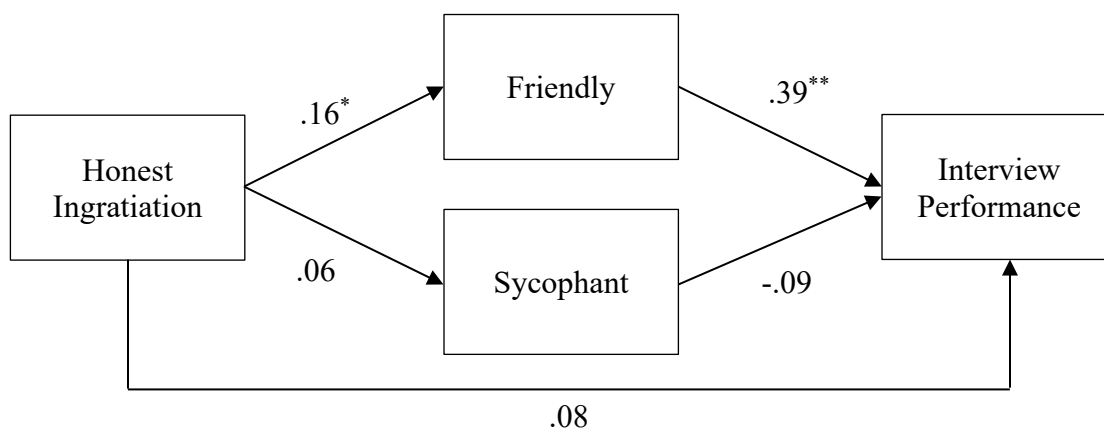 Friendly
.16*
.39**
Honest
Ingratiation
Interview
Performance
.06
Sycophant
-.09
.08